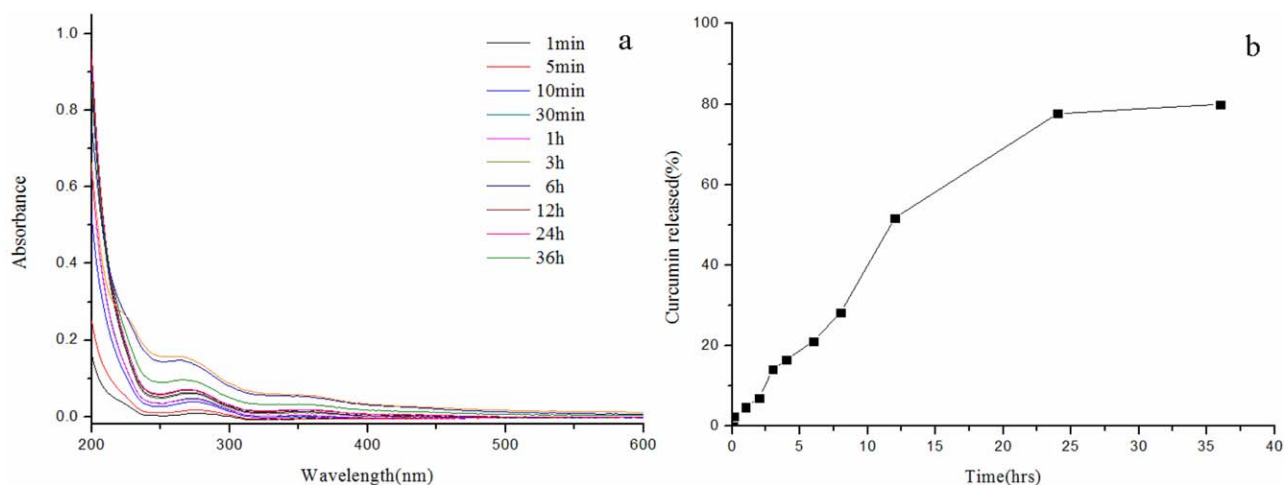 a
1.0
0.8
0.6
0.4
0.2
0.0
Absorbance
200
300
400
500
600
Wavelength(nm)
1min
5min
10min
30min
1h
3h
6h
12h
24h
36h
b
100
80
60
40
20
0
Curcumin released(%)
0
5
10
15
20
25
30
35
40
Time(hrs)